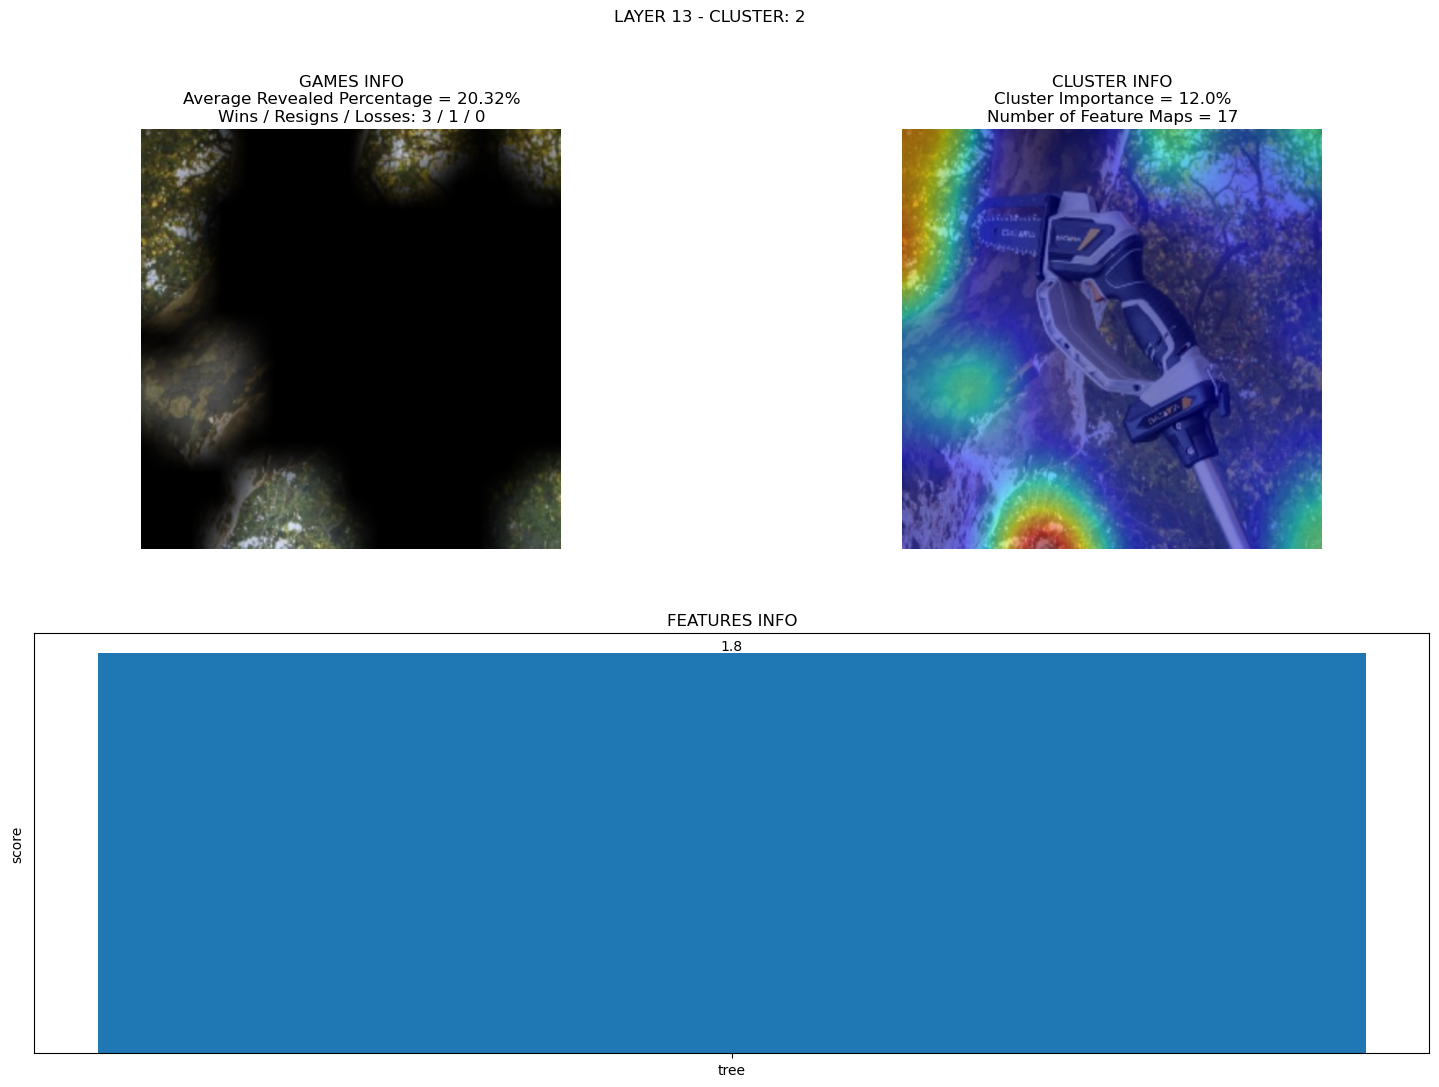 LAYER 13 - CLUSTER: 2
GAMES INFO
Average Revealed Percentage = 20.32%
Wins / Resigns / Losses: 3 / 1 / 0
CLUSTER INFO
Cluster Importance = 12.0%
Number of Feature Maps = 17
FEATURES INFO
1.8
score
tree